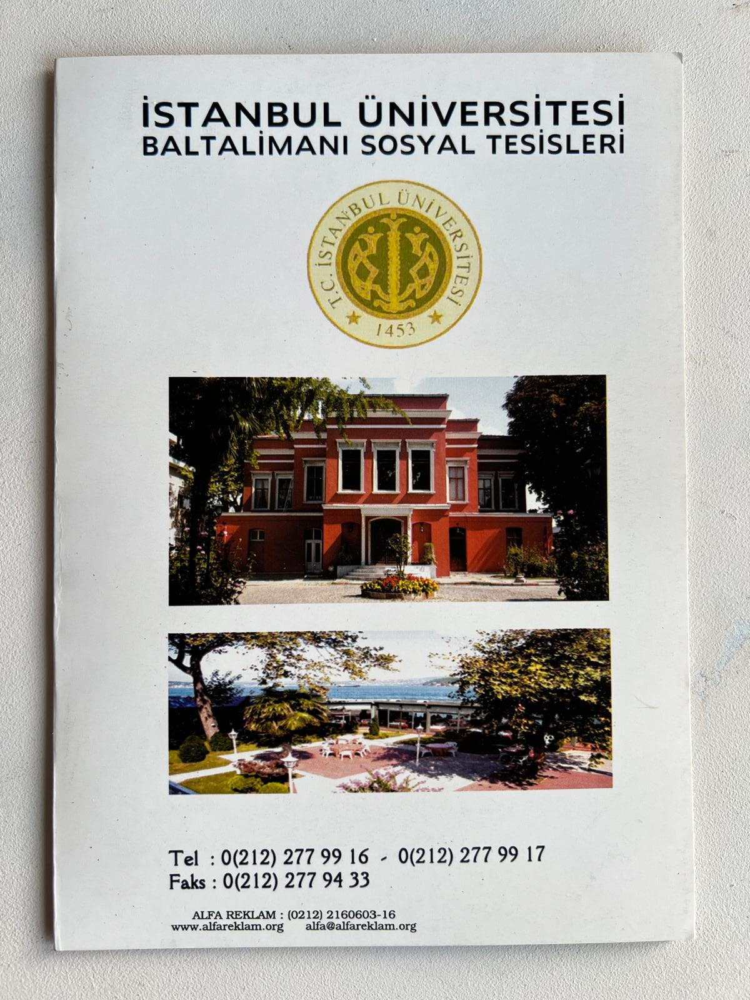 İSTANBUL ÜNİVERSİTESİ
BALTALİMANI SOSYAL TESİSLERİ
T.C. İSTANBUL ÜNİVERSİTESİ
1453
Tel : 0(212) 277 99 16 - 0(212) 277 99 17
Faks : 0(212) 277 94 33
ALFA REKLAM : (0212) 2160603-16
www.alfareklam.org alfa@alfareklam.org